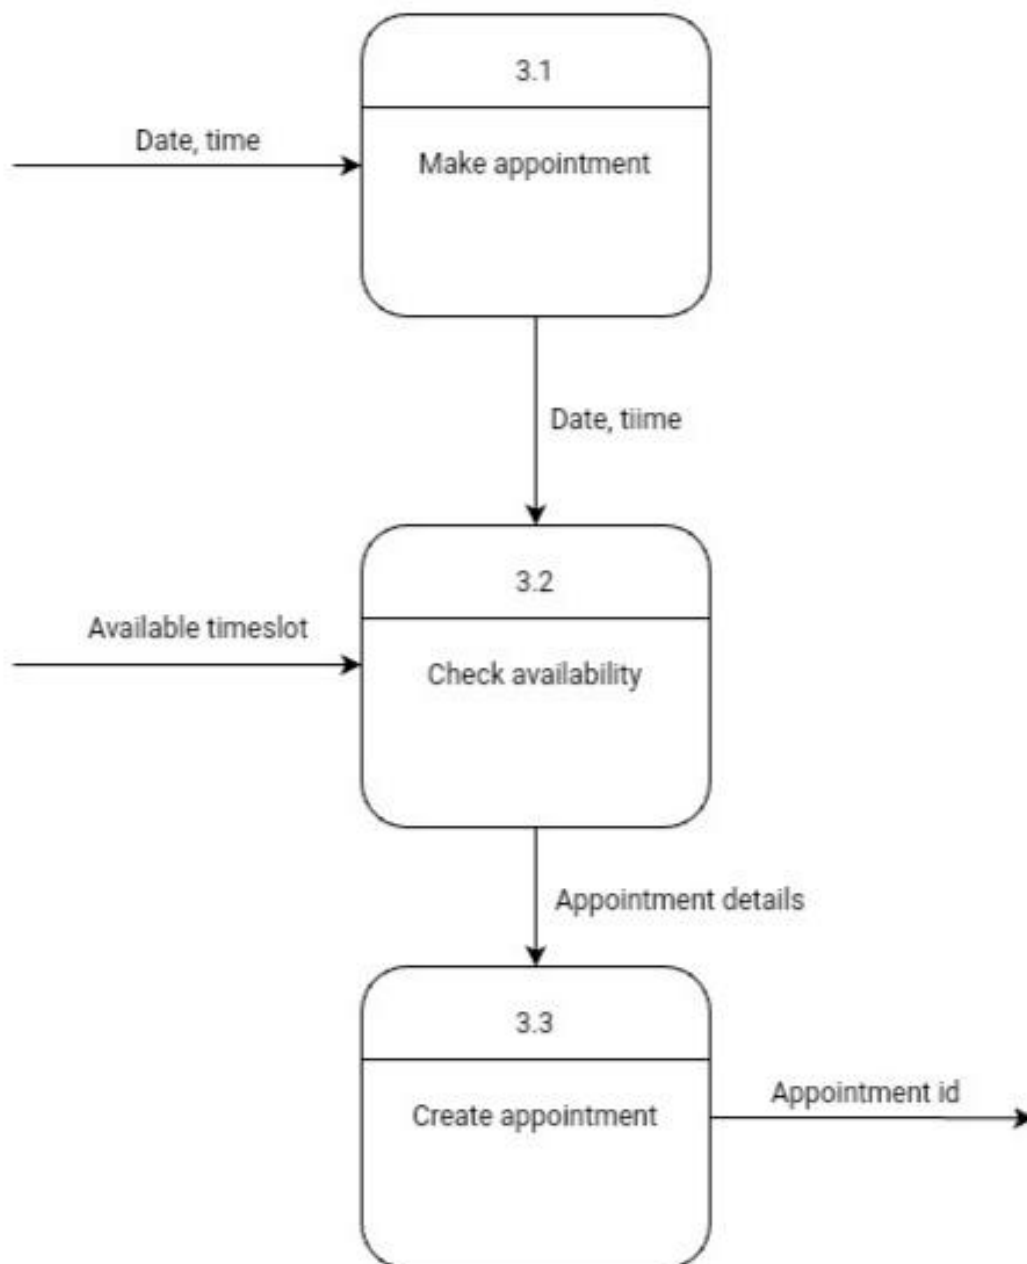 3.1
Date, time
Make appointment
Date, tiime
3.2
Available timeslot
Check availability
Appointment details
3.3
Appointment id
Create appointment